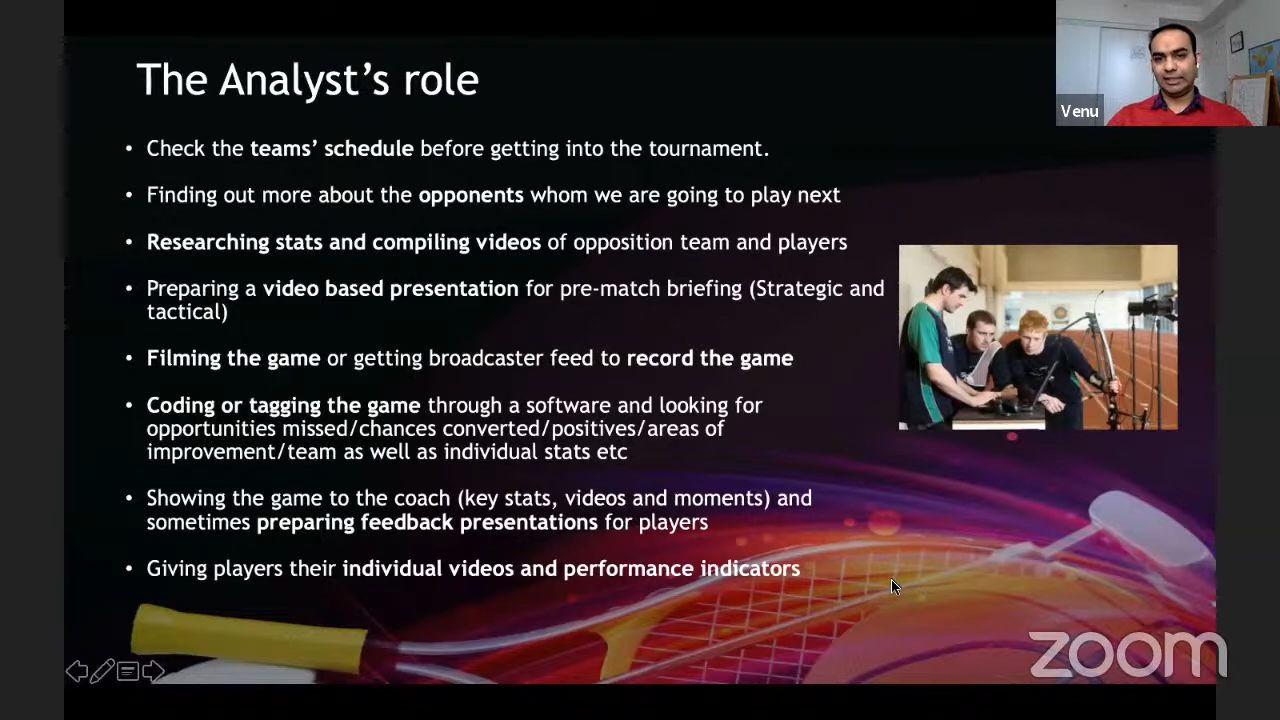 The Analyst’s role
Venu
• Check the teams’ schedule before getting into the tournament.
• Finding out more about the opponents whom we are going to play next
• Researching stats and compiling videos of opposition team and players
• Preparing a video based presentation for pre-match briefing (Strategic and
tactical)
• Filming the game or getting broadcaster feed to record the game
• Coding or tagging the game through a software and looking for
opportunities missed/chances converted/positives/areas of
improvement/team as well as individual stats etc
• Showing the game to the coach (key stats, videos and moments) and
sometimes preparing feedback presentations for players
• Giving players their individual videos and performance indicators
zoom